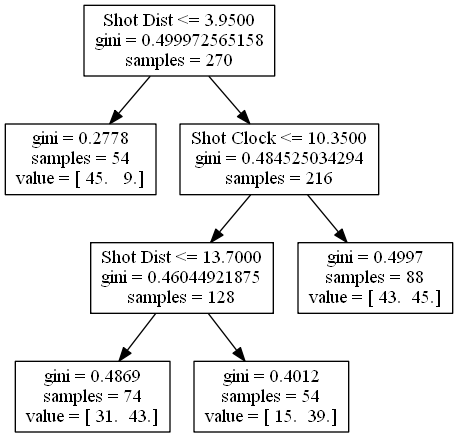 Shot Dist <= 3.9500
gini = 0.499972565158
samples = 270
gini = 0.2778
samples = 54
value = [ 45. 9.]
Shot Clock <= 10.3500
gini = 0.484525034294
samples = 216
Shot Dist <= 13.7000
gini = 0.46044921875
samples = 128
gini = 0.4997
samples = 88
value = [ 43. 45.]
gini = 0.4869
samples = 74
value = [ 31. 43.]
gini = 0.4012
samples = 54
value = [ 15. 39.]